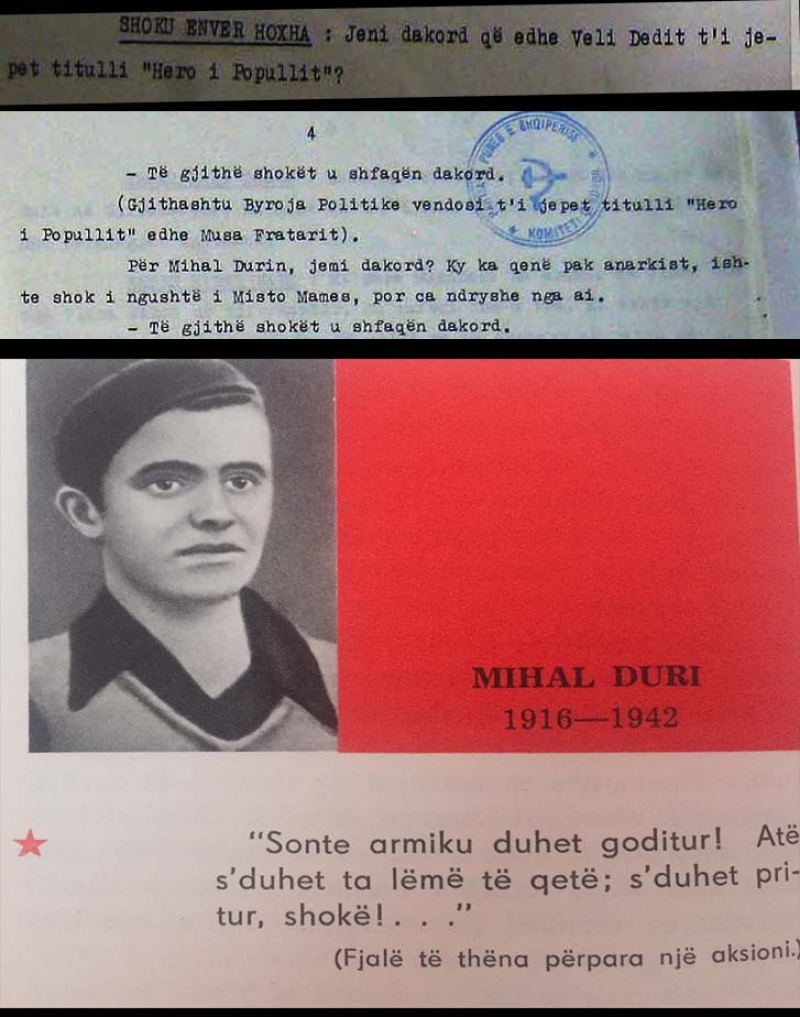 SHOKU ENVER HOXHA : Jeni dakord që edhe Veli Dedit t'i je-
pet titulli "Hero i Popullit"?
4
- Të gjithë shokët u shfaqën dakord.
(Gjithashtu Byroja Politike vendosi t'i jepet titulli "Hero
i Popullit" edhe Musa Fratarit).
Për Mihal Durin, jemi dakord? Ky ka qenë pak anarkist, ish-
te shok i ngushtë i Misto Mames, por ca ndryshe nga ai.
- Të gjithë shokët u shfaqën dakord.
E SHQIPERISE
KOMITETI
MIHAL DURI
1916—1942
"Sonte armiku duhet goditur! Atë
s'duhet ta lëmë të qetë; s'duhet pri-
tur, shokë! . . ."
(Fjalë të thëna përpara një aksioni.)